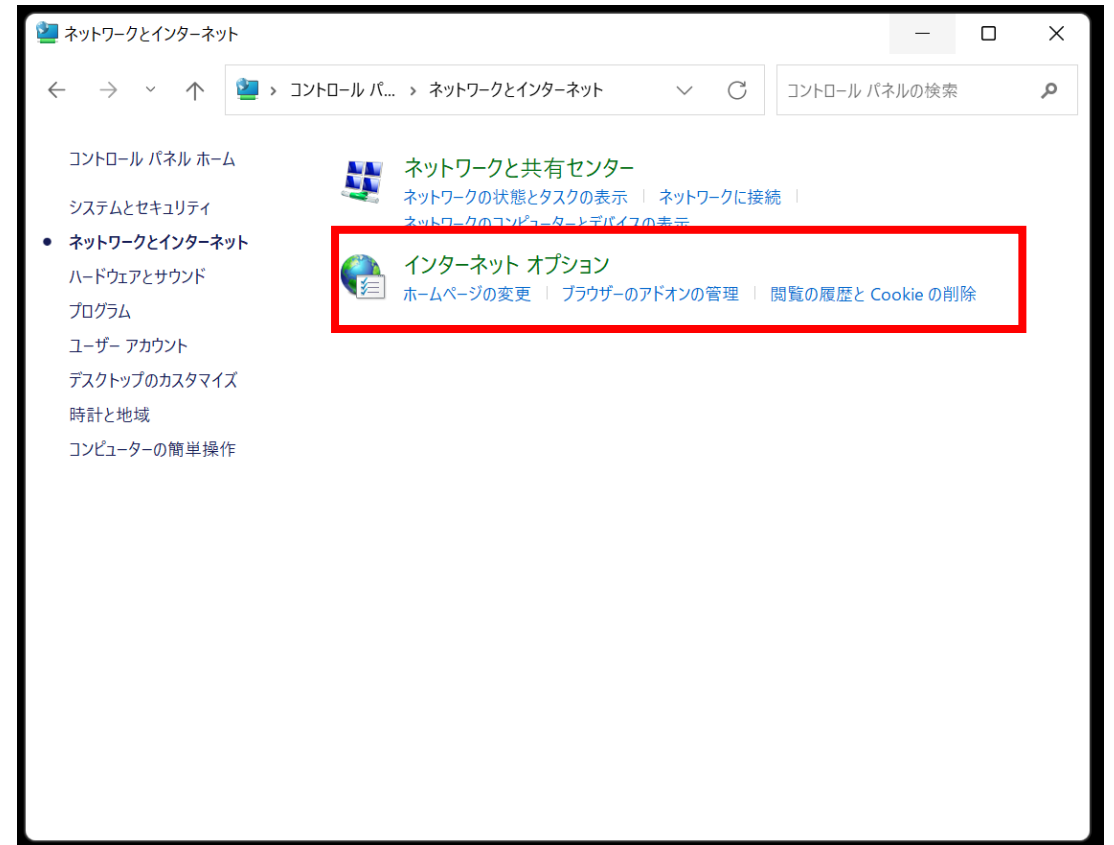 ネットワークとインターネット
コントロール パ... › ネットワークとインターネット
コントロール パネルの検索
コントロール パネル ホーム
システムとセキュリティ
ネットワークとインターネット
ハードウェアとサウンド
プログラム
ユーザー アカウント
デスクトップのカスタマイズ
時計と地域
コンピューターの簡単操作
ネットワークと共有センター
ネットワークの状態とタスクの表示 | ネットワークに接続 |
ネットワークのコンピューターとデバイスの表示
インターネット オプション
ホームページの変更 | ブラウザーのアドオンの管理 | 閲覧の履歴と Cookie の削除